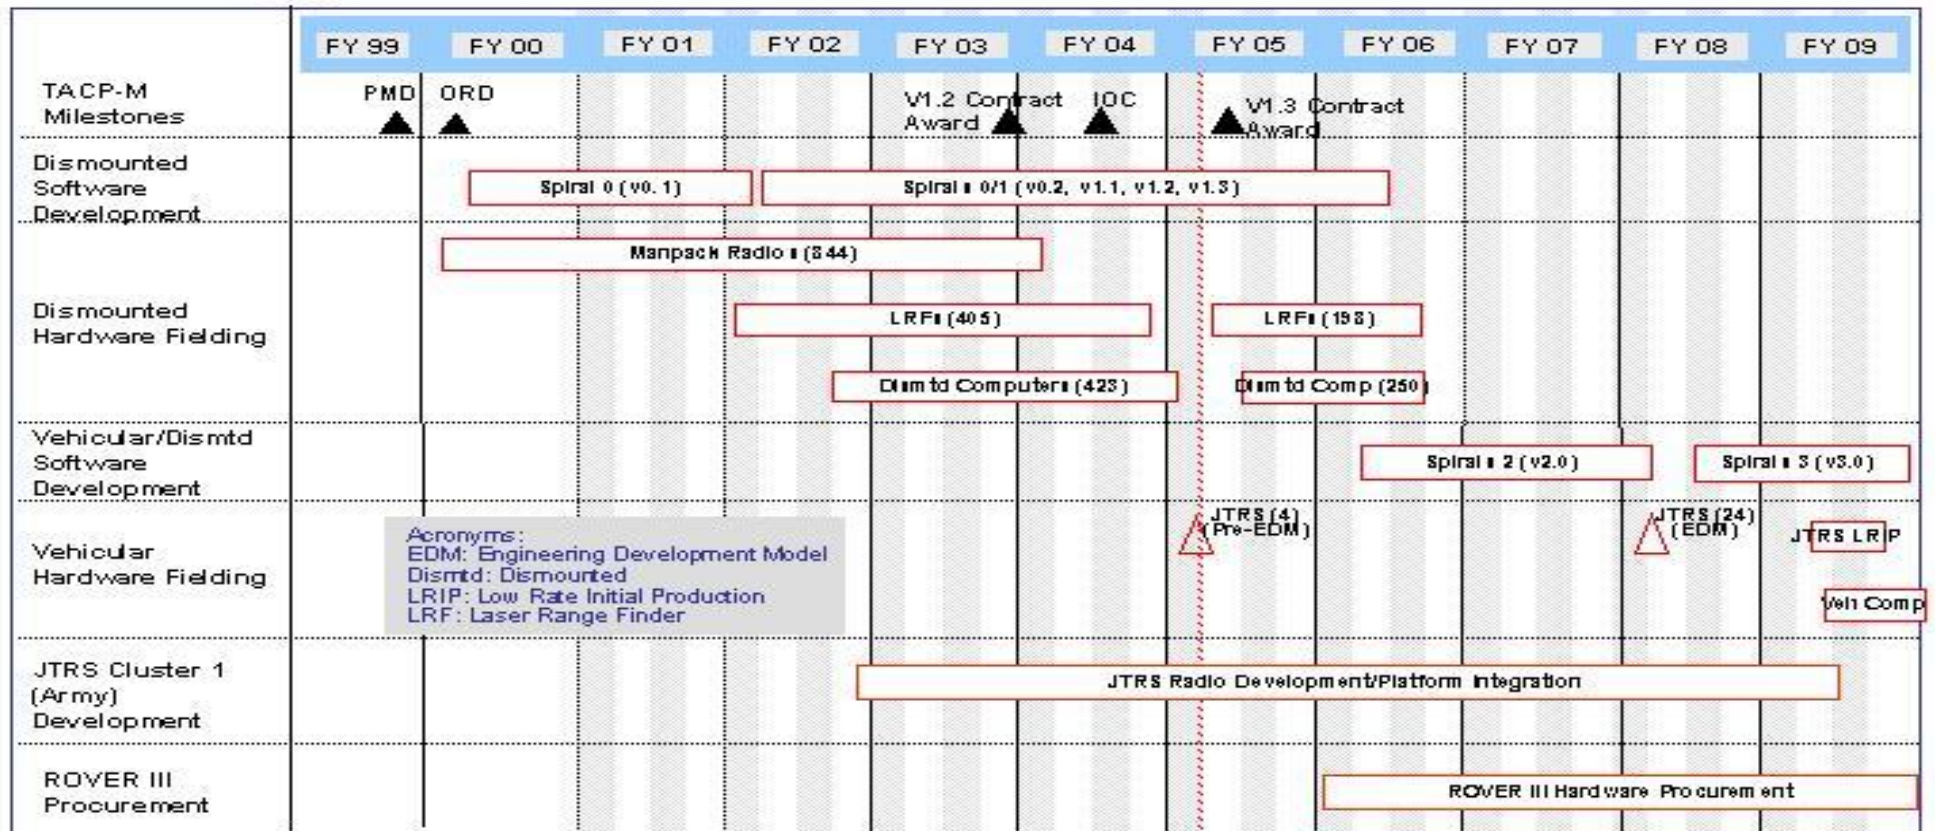 FY 99 FY 00 FY 01 FY 02 FY 03 FY 04 FY 05 FY 06 FY 07 FY 08 FY 09
TACP-M
Milestones
PMD ORD
V1.2 Contract
Award
IOC
V1.3 Contract
Award
Dismounted
Software
Development
Spiral 0 (v0.1)
Spirals 0/1 (v0.2, v1.1, v1.2, v1.3)
Manpack Radios (844)
Dismounted
Hardware Fielding
LRFs (405)
LRFs (198)
Dismtd Computers (423)
Dismtd Comp (250)
Vehicular/Dismtd
Software
Development
Spirals 2 (v2.0)
Spirals 3 (v3.0)
Vehicular
Hardware Fielding
Acronyms:
EDM: Engineering Development Model
Dismtd: Dismounted
LRIP: Low Rate Initial Production
LRF: Laser Range Finder
JTRS (4)
(Pre-EDM)
JTRS (24)
(EDM)
JTRS LRIP
Veh Comp
JTRS Cluster 1
(Army)
Development
JTRS Radio Development/Platform Integration
ROVER III
Procurement
ROVER III Hardware Procurement